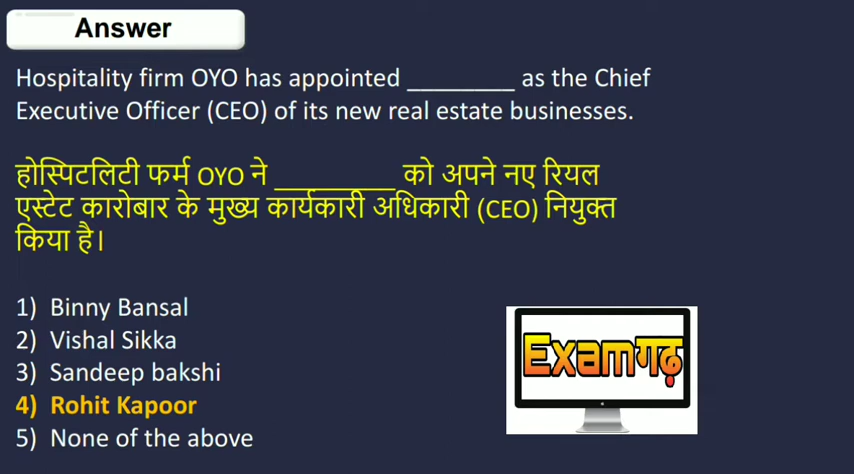 Answer
Hospitality firm OYO has appointed ________ as the Chief
Executive Officer (CEO) of its new real estate businesses.
होस्पिटलिटी फर्म OYO ने _________ को अपने नए रियल
एस्टेट कारोबार के मुख्य कार्यकारी अधिकारी (CEO) नियुक्त
किया है।
1) Binny Bansal
2) Vishal Sikka
3) Sandeep bakshi
4) Rohit Kapoor
5) None of the above
Examगढ़